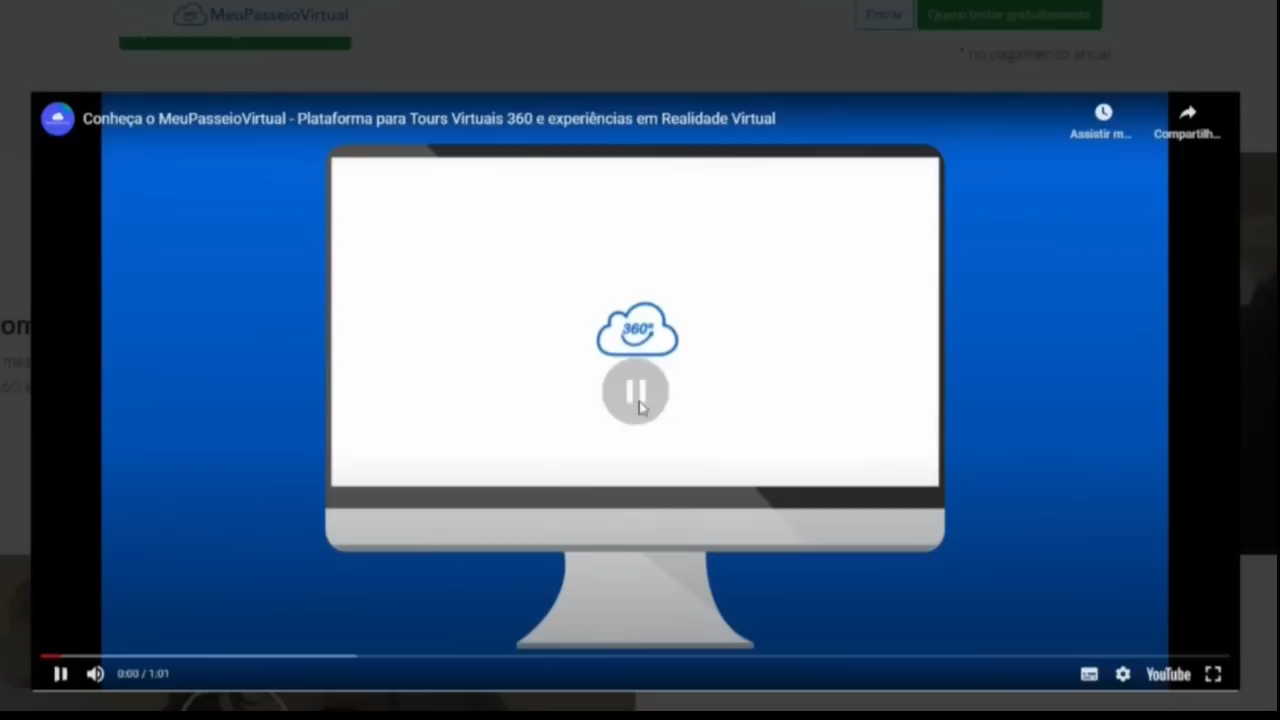 MeuPasseioVirtual
Entrar
Quero testar gratuitamente
* no pagamento anual
Conheça o MeuPasseioVirtual - Plataforma para Tours Virtuais 360 e experiências em Realidade Virtual
Assistir m...
Compartilh...
360°
0:00 / 1:01
YouTube